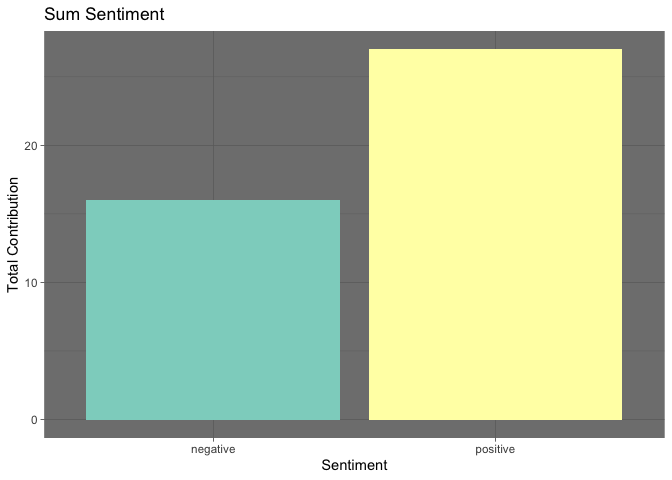 Sum Sentiment
Total Contribution
20
10
0
negative positive
Sentiment